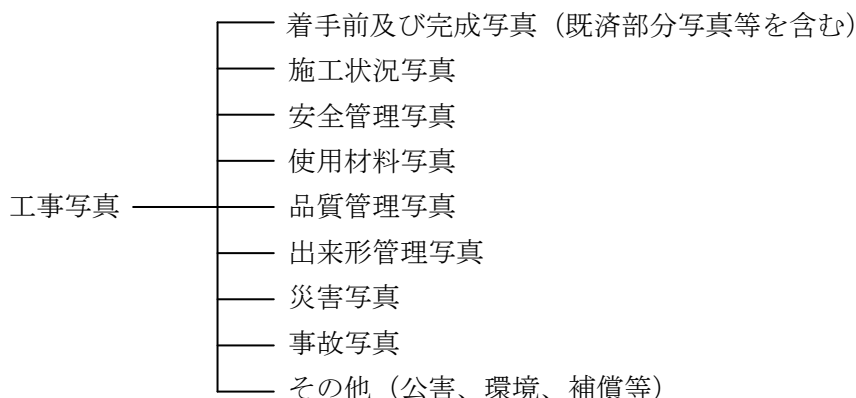 着手前及び完成写真（既済部分写真等を含む）
施工状況写真
安全管理写真
使用材料写真
工事写真
品質管理写真
出来形管理写真
災害写真
事故写真
その他（公害、環境、補償等）